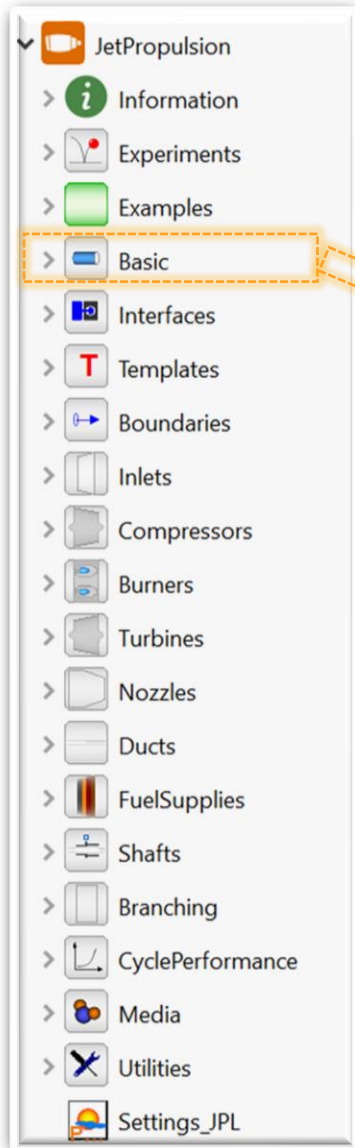 JetPropulsion
i Information
Experiments
Examples
Basic
Interfaces
T Templates
Boundaries
Inlets
Compressors
Burners
Turbines
Nozzles
Ducts
FuelSupplies
Shafts
Branching
CyclePerformance
Media
Utilities
P... Settings_JPL